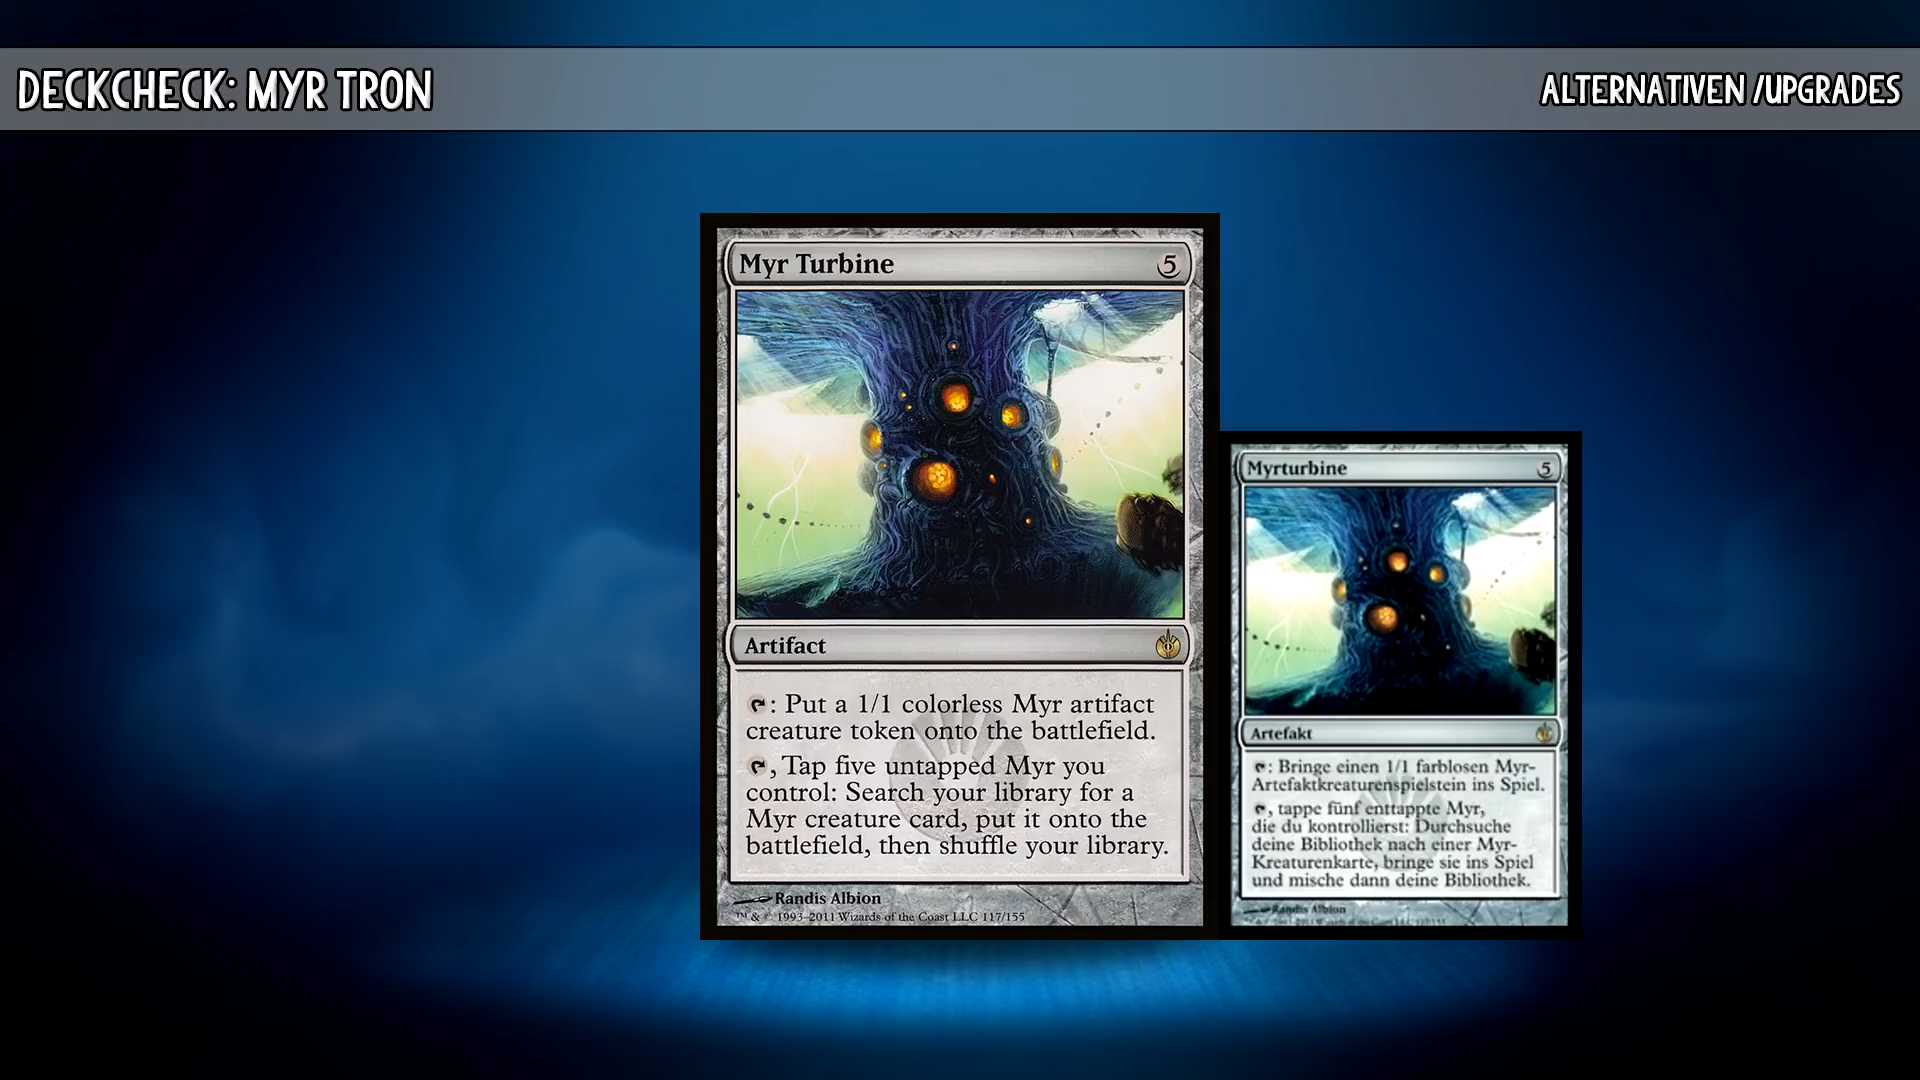 DECKCHECK: MYR TRON
ALTERNATIVEN /UPGRADES
Myr Turbine 5
Artifact
: Put a 1/1 colorless Myr artifact
creature token onto the battlefield.
, Tap five untapped Myr you
control: Search your library for a
Myr creature card, put it onto the
battlefield, then shuffle your library.
Randis Albion
™ & © 1993–2011 Wizards of the Coast LLC 117/155
Myrturbine 5
Artefakt
: Bringe einen 1/1 farblosen Myr-
Artefaktkreaturenspielstein ins Spiel.
, tappe fünf enttappte Myr,
die du kontrollierst: Durchsuche
deine Bibliothek nach einer Myr-
Kreaturenkarte, bringe sie ins Spiel
und mische dann deine Bibliothek.
Randis Albion